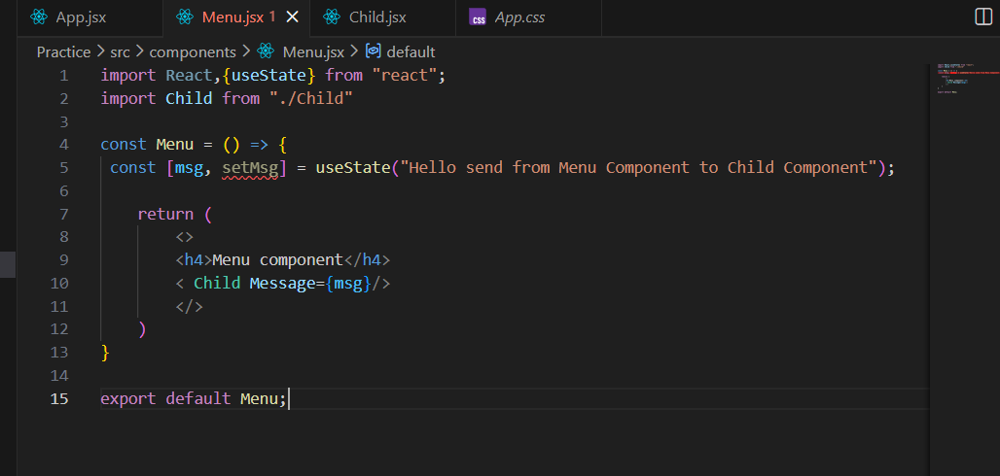 App.jsx Menu.jsx 1 Child.jsx CSS App.css
Practice > src > components > Menu.jsx > default
1 import React,{useState} from "react";
2 import Child from "./Child"
3
4 const Menu = () => {
5 const [msg, setMsg] = useState("Hello send from Menu Component to Child Component");
6
7 return (
8 <>
9 <h4>Menu component</h4>
10 < Child Message={msg}/>
11 </>
12 )
13 }
14
15 export default Menu;